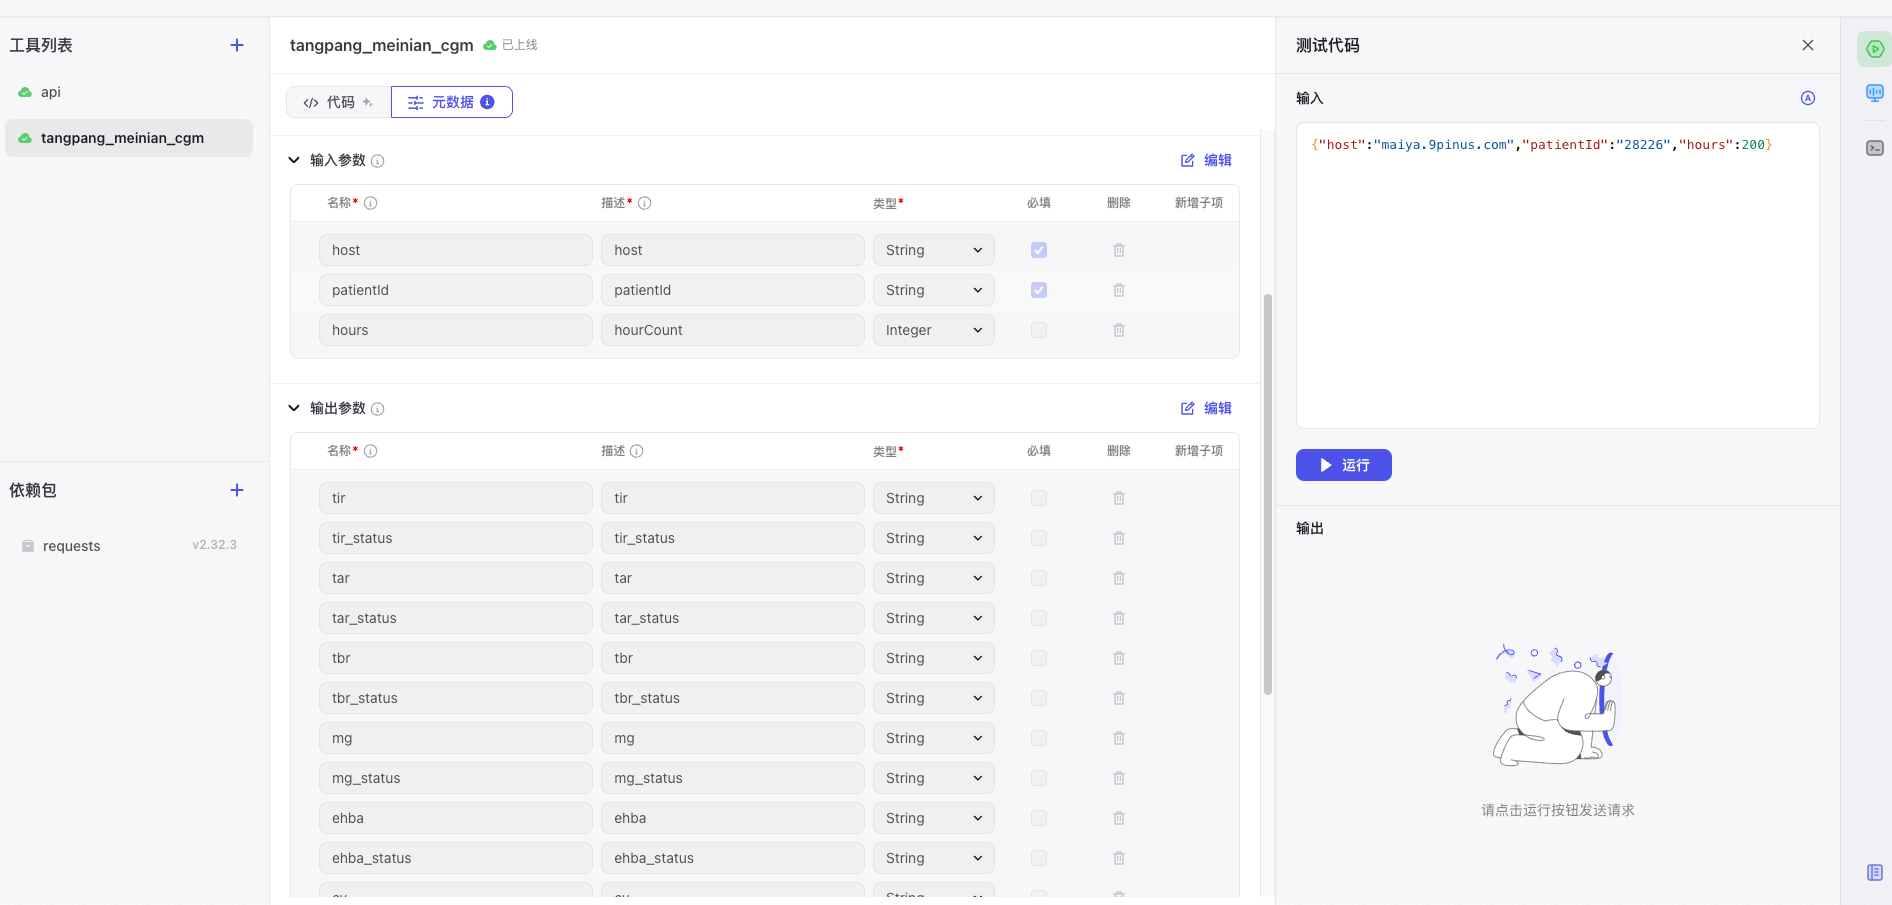 工具列表
api
tangpang_meinian_cgm
依赖包
requests v2.32.3
tangpang_meinian_cgm 已上线
代码 元数据
输入参数 编辑
名称* 描述* 类型* 必填 删除 新增子项
host host String
patientId patientId String
hours hourCount Integer
输出参数 编辑
名称* 描述 类型* 必填 删除 新增子项
tir tir String
tir_status tir_status String
tar tar String
tar_status tar_status String
tbr tbr String
tbr_status tbr_status String
mg mg String
mg_status mg_status String
ehba ehba String
ehba_status ehba_status String
测试代码
输入
{"host":"maiya.9pinus.com","patientId":"28226","hours":200}
运行
输出
请点击运行按钮发送请求